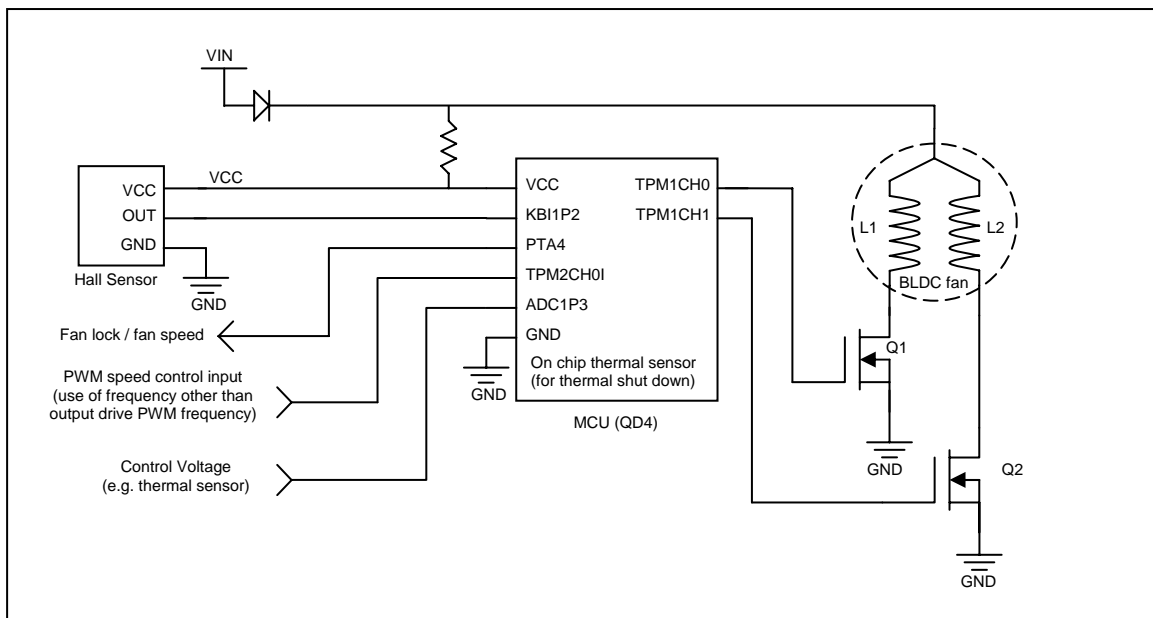 VIN
VCC
VCC
OUT
GND
Hall Sensor
GND
Fan lock / fan speed
PWM speed control input
(use of frequency other than
output drive PWM frequency)
Control Voltage
(e.g. thermal sensor)
VCC
KBI1P2
PTA4
TPM2CH0I
ADC1P3
GND
TPM1CH0
TPM1CH1
On chip thermal sensor
(for thermal shut down)
GND
MCU (QD4)
L1
L2
BLDC fan
Q1
GND
Q2
GND